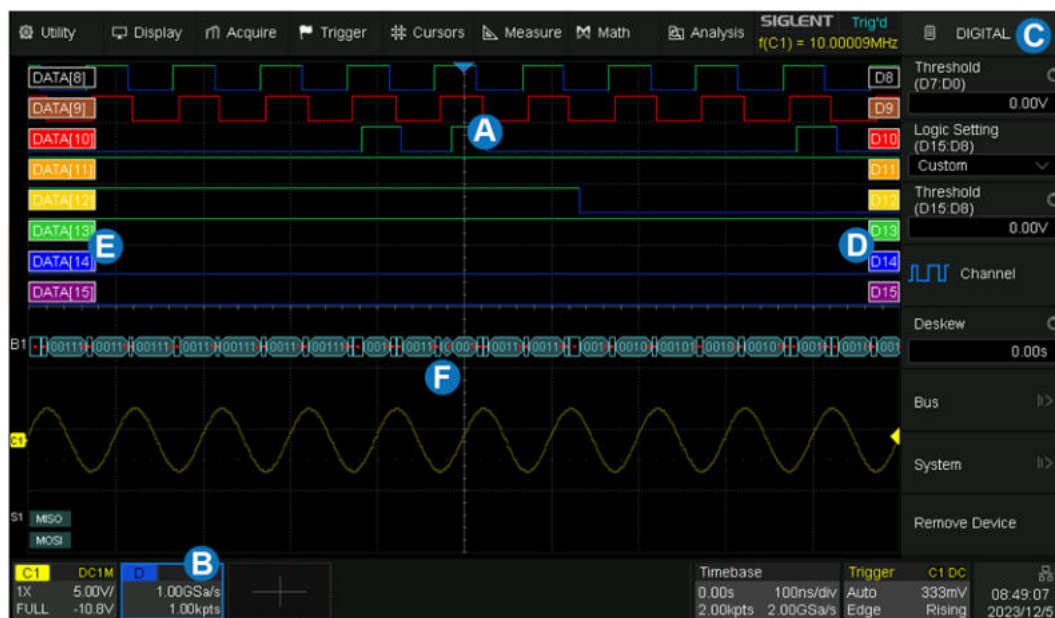 Utility Display Acquire Trigger Cursors Measure Math Analysis
SIGLENT Trig'd
f(C1) = 10.00009MHz
DIGITAL C
DATA[8] D8
DATA[9] D9
DATA[10] A D10
DATA[11] D11
DATA[12] D12
DATA[13] D13
E D
DATA[14] D14
DATA[15] D15
B1
F
C1
S1 MISO
MOSI
Threshold
(D7:D0)
0.00V
Logic Setting
(D15:D8)
Custom
Threshold
(D15:D8)
0.00V
Channel
Deskew
0.00s
Bus
System
Remove Device
C1 DC1M
1X 5.00V/
FULL -10.8V
D B
1.00GSa/s
1.00kpts
Timebase
0.00s 100ns/div
2.00kpts 2.00GSa/s
Trigger C1 DC
Auto 333mV
Edge Rising
08:49:07
2023/12/5